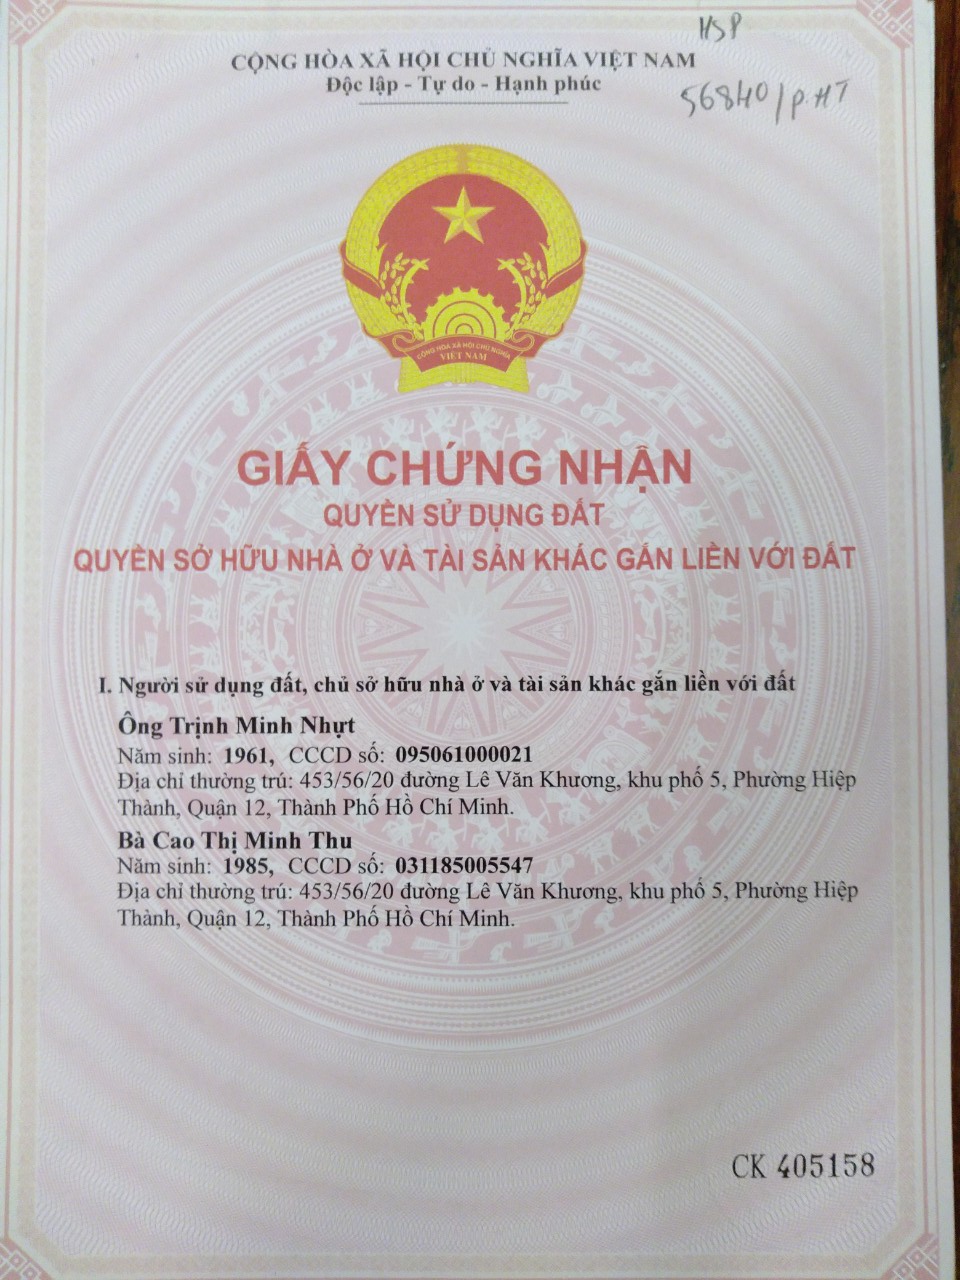 HSP
56840/P.HT
CỘNG HÒA XÃ HỘI CHỦ NGHĨA VIỆT NAM
Độc lập - Tự do - Hạnh phúc
CỘNG HÒA XÃ HỘI CHỦ NGHĨA
VIỆT NAM
GIẤY CHỨNG NHẬN
QUYỀN SỬ DỤNG ĐẤT
QUYỀN SỞ HỮU NHÀ Ở VÀ TÀI SẢN KHÁC GẮN LIỀN VỚI ĐẤT
I. Người sử dụng đất, chủ sở hữu nhà ở và tài sản khác gắn liền với đất
Ông Trịnh Minh Nhựt
Năm sinh: 1961, CCCD số: 095061000021
Địa chỉ thường trú: 453/56/20 đường Lê Văn Khương, khu phố 5, Phường Hiệp
Thành, Quận 12, Thành Phố Hồ Chí Minh.
Bà Cao Thị Minh Thu
Năm sinh: 1985, CCCD số: 031185005547
Địa chỉ thường trú: 453/56/20 đường Lê Văn Khương, khu phố 5, Phường Hiệp
Thành, Quận 12, Thành Phố Hồ Chí Minh.
CK 405158